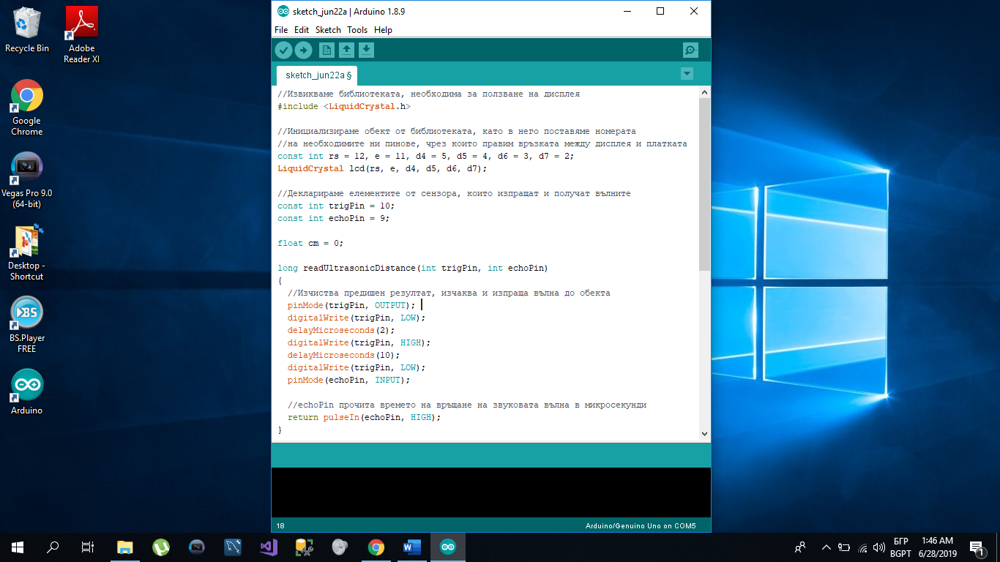 Recycle Bin
Adobe
Reader XI
Google
Chrome
Vegas Pro 9.0
(64-bit)
Desktop -
Shortcut
BS.Player
FREE
Arduino
sketch_jun22a | Arduino 1.8.9
File Edit Sketch Tools Help
sketch_jun22a §
//Извикваме библиотеката, необходима за ползване на дисплея
#include <LiquidCrystal.h>
//Инициализираме обект от библиотеката, като в него поставяме номерата
//на необходимите ни пинове, чрез които правим връзката между дисплея и платката
const int rs = 12, e = 11, d4 = 5, d5 = 4, d6 = 3, d7 = 2;
LiquidCrystal lcd(rs, e, d4, d5, d6, d7);
//Декларираме елементите от сензора, които изпращат и получат вълните
const int trigPin = 10;
const int echoPin = 9;
float cm = 0;
long readUltrasonicDistance(int trigPin, int echoPin)
{
//Изчиства предишен резултат, изчаква и изпраща вълна до обекта
pinMode(trigPin, OUTPUT);
digitalWrite(trigPin, LOW);
delayMicroseconds(2);
digitalWrite(trigPin, HIGH);
delayMicroseconds(10);
digitalWrite(trigPin, LOW);
pinMode(echoPin, INPUT);
//echoPin прочита времето на връщане на звуковата вълна в микросекунди
return pulseIn(echoPin, HIGH);
}
18
Arduino/Genuino Uno on COM5
БГР
BGPT
1:46 AM
6/28/2019
1